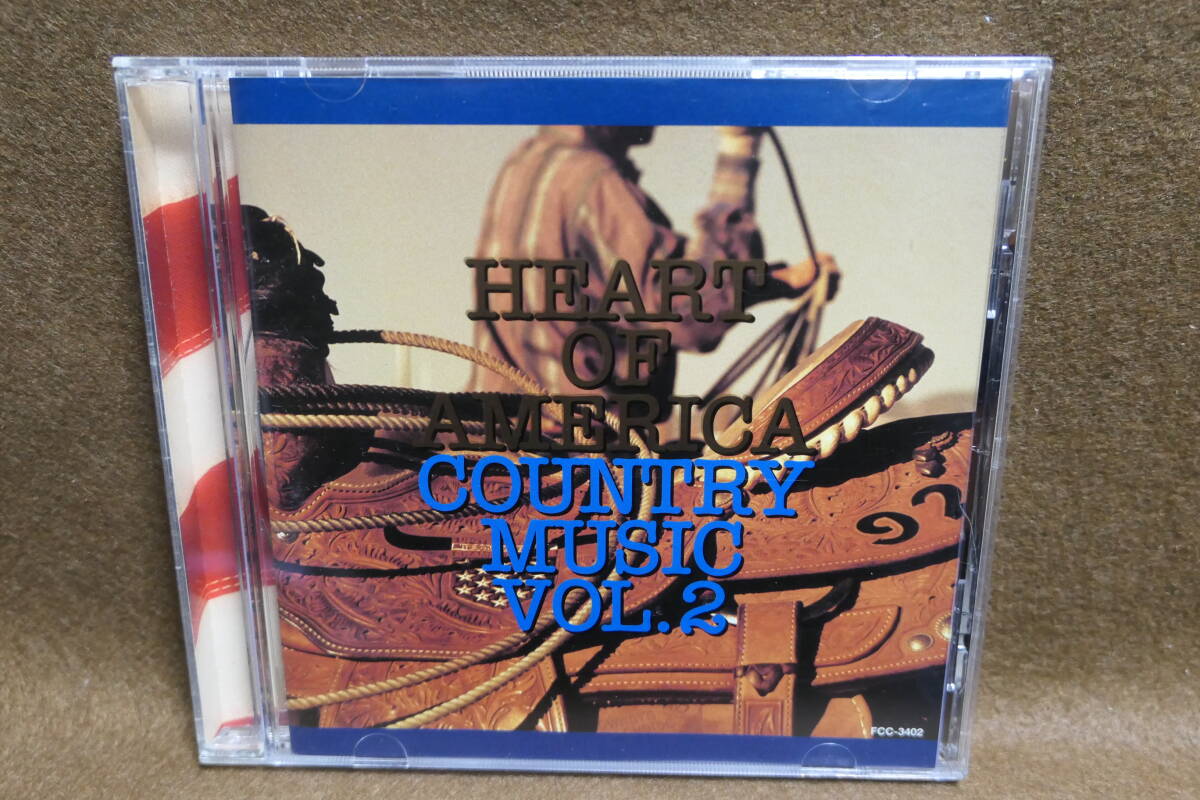 HEART
OF
AMERICA
COUNTRY
MUSIC
VOL.2
FCC-3402